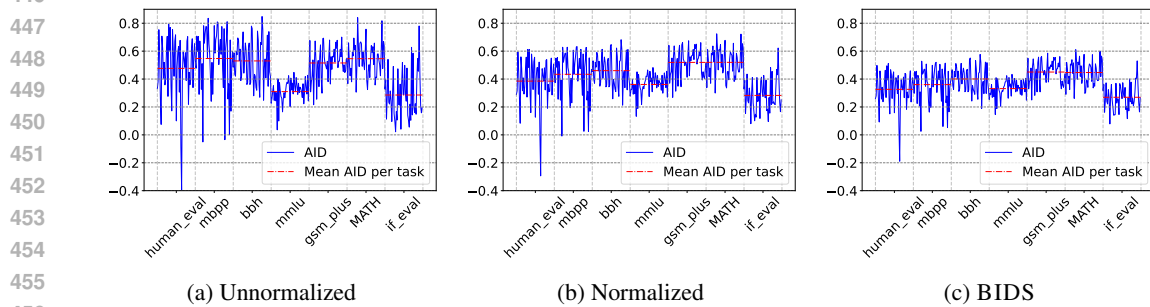 447
448
449
450
451
452
453
454
455
0.8
0.6
0.4
0.2
0.0
−0.2
−0.4
AID
Mean AID per task
human_eval
mbpp
bbh
mmlu
gsm_plus
MATH
if_eval
(a) Unnormalized
0.8
0.6
0.4
0.2
0.0
−0.2
−0.4
AID
Mean AID per task
human_eval
mbpp
bbh
mmlu
gsm_plus
MATH
if_eval
(b) Normalized
0.8
0.6
0.4
0.2
0.0
−0.2
−0.4
AID
Mean AID per task
human_eval
mbpp
bbh
mmlu
gsm_plus
MATH
if_eval
(c) BIDS